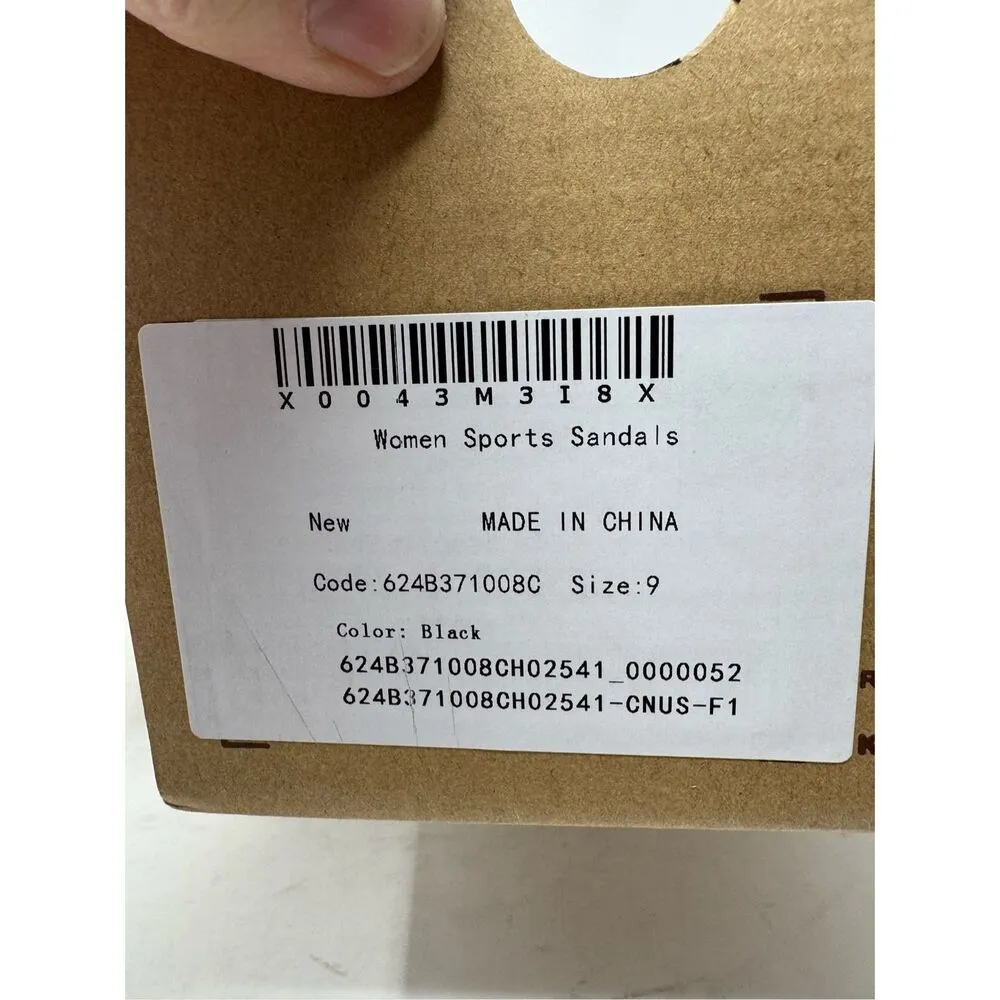 X0043M3I8X
Women Sports Sandals
New MADE IN CHINA
Code:624B371008C Size:9
Color: Black
624B371008CH02541_0000052
624B371008CH02541-CNUS-F1